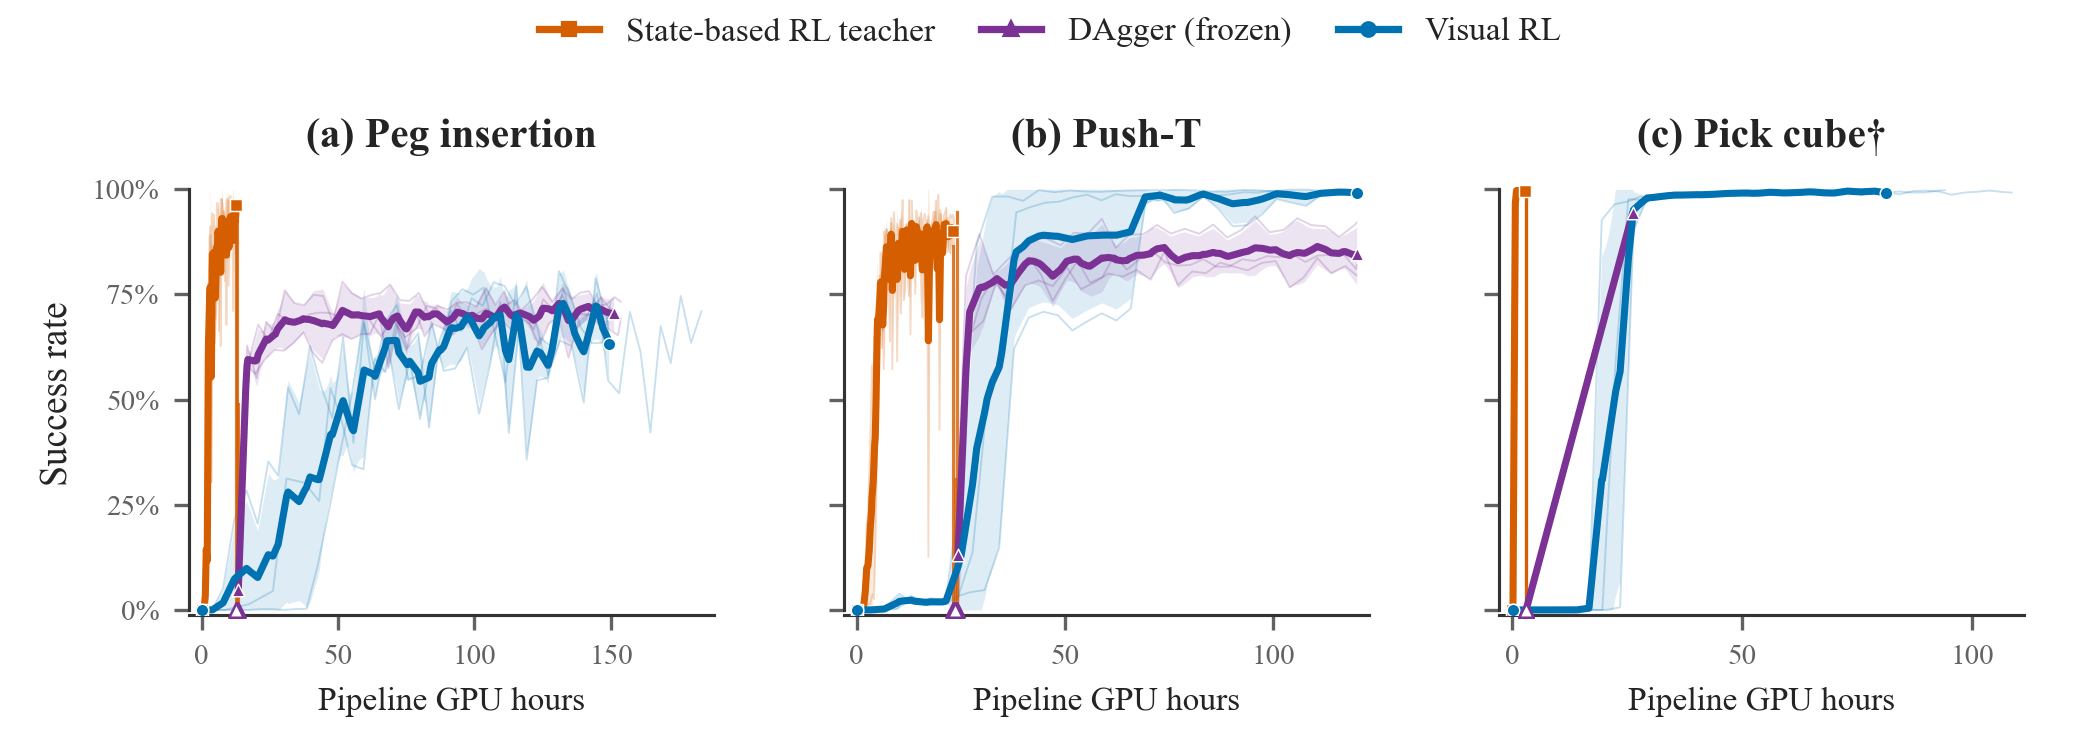 State-based RL teacher DAgger (frozen) Visual RL
(a) Peg insertion (b) Push-T (c) Pick cube†
100%
75%
50%
25%
0%
Success rate
0 50 100 150 0 50 100 0 50 100
Pipeline GPU hours Pipeline GPU hours Pipeline GPU hours